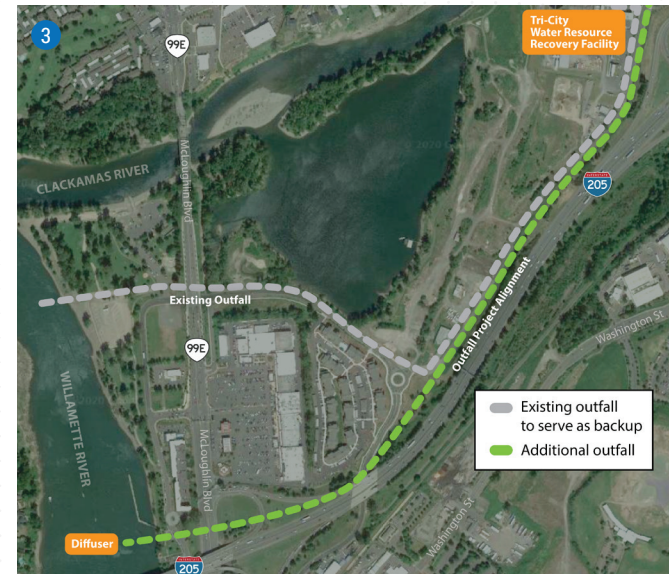 3
99E
Tri-City
Water Resource
Recovery Facility
McLoughlin Blvd
CLACKAMAS RIVER
205
Existing Outfall
Outfall Project Alignment
Washington St
99E
WILLAMETTE RIVER
McLoughlin Blvd
Existing outfall
to serve as backup
Additional outfall
Washington St
Diffuser
205